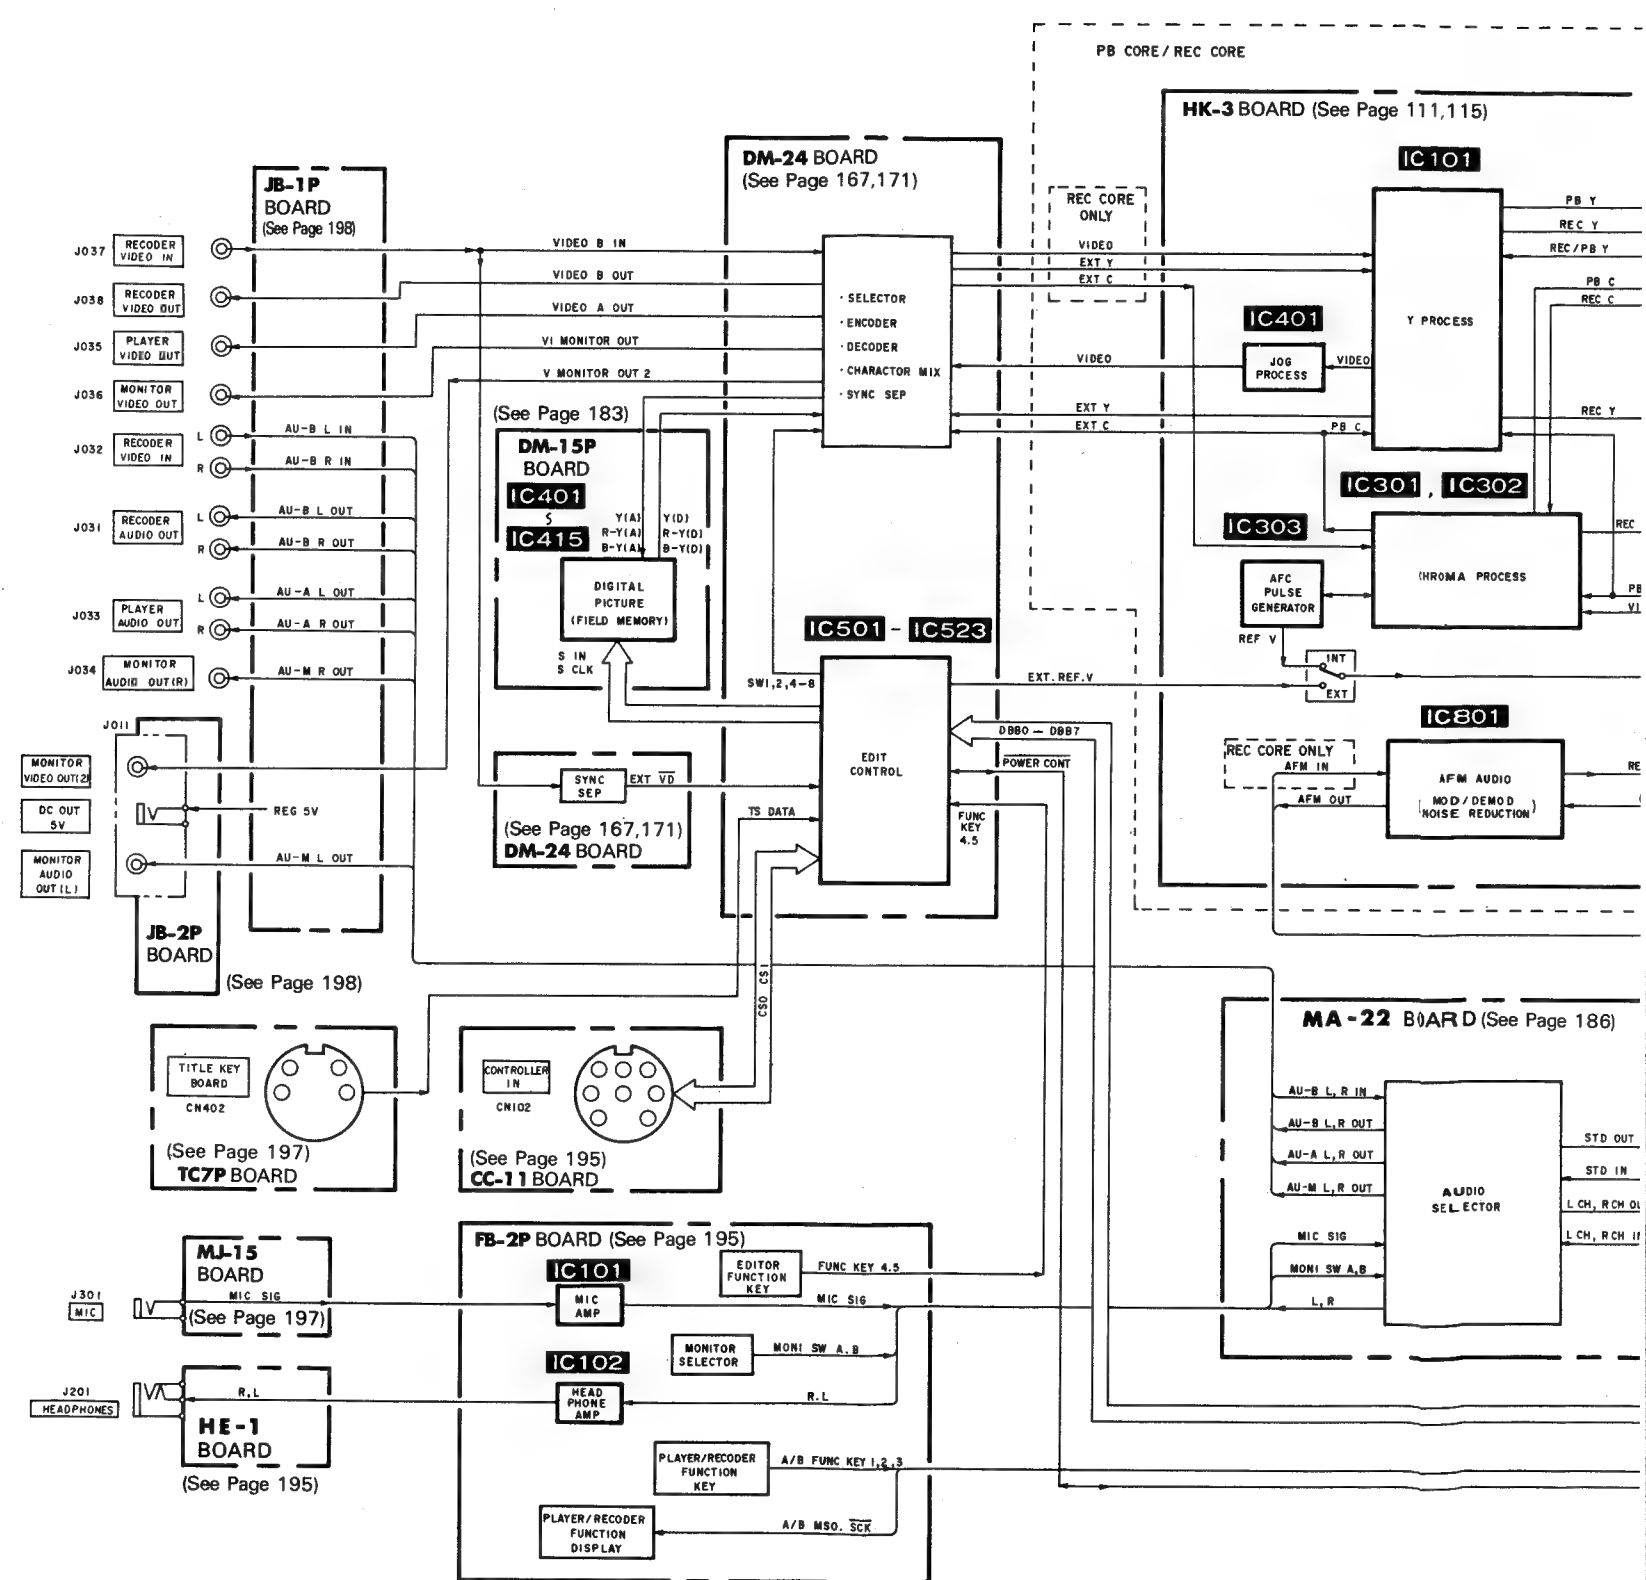 PB CORE/REC CORE
HK-3 BOARD (See Page 111,115)
IC101
PB Y
REC Y
REC/PB Y
PB C
REC C
Y PROCESS
IC401
JOG
PROCESS
VIDEO
REC Y
PB C
IC301 , IC302
IC303
CHROMA PROCESS
REC
PB
VI
AFC
PULSE
GENERATOR
REF V
INT
EXT
IC801
REC CORE ONLY
AFM IN
AFM OUT
AFM AUDIO
(MOD/DEMOD
NOISE REDUCTION)
RE
REC CORE
ONLY
VIDEO
EXT Y
EXT C
VIDEO
EXT Y
EXT C
EXT.REF.V
DM-24 BOARD
(See Page 167,171)
· SELECTOR
· ENCODER
· DECODER
· CHARACTOR MIX
· SYNC SEP
IC501 - IC523
SW1,2,4-8
EDIT
CONTROL
DBB0 — DBB7
POWER CONT
FUNC
KEY
4.5
JB-1P
BOARD
(See Page 198)
J037
RECODER
VIDEO IN
VIDEO B IN
J038
RECODER
VIDEO OUT
VIDEO B OUT
J035
PLAYER
VIDEO OUT
VIDEO A OUT
J036
MONITOR
VIDEO OUT
VI MONITOR OUT
V MONITOR OUT 2
J032
RECODER
VIDEO IN
L
R
AU-B L IN
AU-B R IN
J031
RECODER
AUDIO OUT
L
R
AU-B L OUT
AU-B R OUT
J033
PLAYER
AUDIO OUT
L
R
AU-A L OUT
AU-A R OUT
J034
MONITOR
AUDIO OUT(R)
AU-M R OUT
J011
MONITOR
VIDEO OUT(2)
DC OUT
5V
REG 5V
MONITOR
AUDIO
OUT(L)
AU-M L OUT
JB-2P
BOARD
(See Page 198)
(See Page 183)
DM-15P
BOARD
IC401
S
IC415
Y(A) Y(D)
R-Y(A) R-Y(D)
B-Y(A) B-Y(D)
DIGITAL
PICTURE
(FIELD MEMORY)
S IN
S CLK
SYNC
SEP
EXT VD
(See Page 167,171)
DM-24 BOARD
TS DATA
CS0 CS1
TITLE KEY
BOARD
CN402
(See Page 197)
TC7P BOARD
CONTROLLER
IN
CN102
(See Page 195)
CC-11 BOARD
MA-22 BOARD (See Page 186)
AU-B L,R IN
AU-B L,R OUT
AU-A L,R OUT
AU-M L,R OUT
MIC SIG
MONI SW A,B
L,R
AUDIO
SELECTOR
STD OUT
STD IN
L CH, R CH OU
L CH, R CH IN
MJ-15
BOARD
J301
MIC
MIC SIG
(See Page 197)
J201
HEADPHONES
R,L
HE-1
BOARD
(See Page 195)
FB-2P BOARD (See Page 195)
IC101
MIC
AMP
EDITOR
FUNCTION
KEY
FUNC KEY 4.5
MIC SIG
IC102
HEAD
PHONE
AMP
MONITOR
SELECTOR
MONI SW A.B
R.L
PLAYER/RECODER
FUNCTION
KEY
A/B FUNC KEY 1,2,3
PLAYER/RECODER
FUNCTION
DISPLAY
A/B MSO. SCK